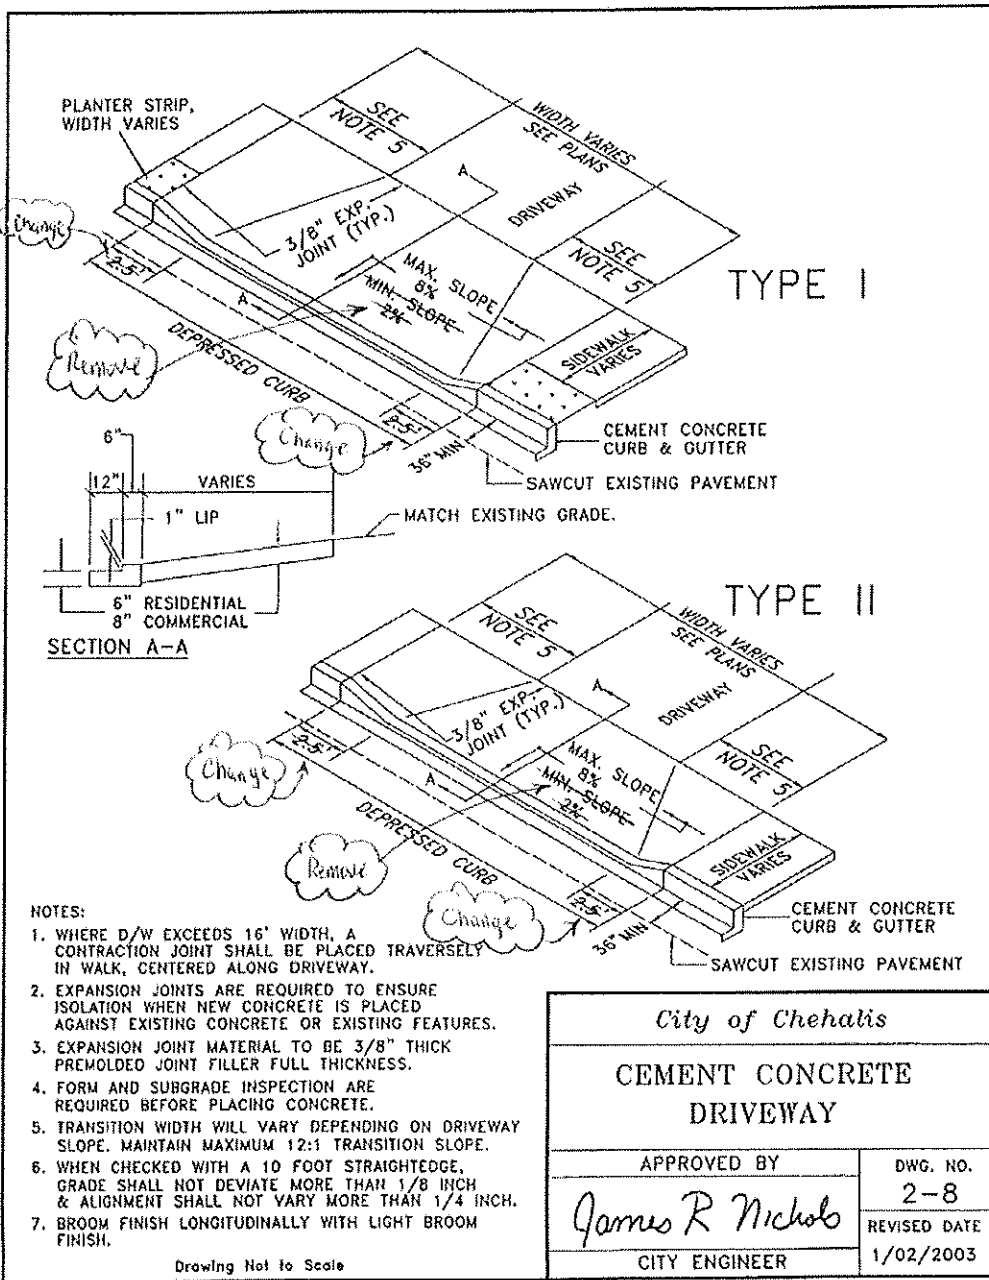 PLANTER STRIP,
WIDTH VARIES
SEE
NOTE 5
WIDTH VARIES
SEE PLANS
A
DRIVEWAY
3/8" EXP.
JOINT (TYP.)
SEE
NOTE 5
Change
2.5'
MAX. SLOPE
8%
MIN. SLOPE
2%
A
TYPE I
Remove
DEPRESSED CURB
SIDEWALK
VARIES
Change
2.5'
36" MIN
CEMENT CONCRETE
CURB & GUTTER
SAWCUT EXISTING PAVEMENT
6"
12"
VARIES
1" LIP
MATCH EXISTING GRADE.
6" RESIDENTIAL
8" COMMERCIAL
SECTION A-A
TYPE II
SEE
NOTE 5
WIDTH VARIES
SEE PLANS
A
DRIVEWAY
3/8" EXP.
JOINT (TYP.)
SEE
NOTE 5
Change
2.5'
MAX. SLOPE
8%
MIN. SLOPE
2%
A
DEPRESSED CURB
Remove
SIDEWALK
VARIES
Change
2.5'
36" MIN
CEMENT CONCRETE
CURB & GUTTER
SAWCUT EXISTING PAVEMENT
NOTES:
1. WHERE D/W EXCEEDS 16' WIDTH, A
CONTRACTION JOINT SHALL BE PLACED TRAVERSELY
IN WALK, CENTERED ALONG DRIVEWAY.
2. EXPANSION JOINTS ARE REQUIRED TO ENSURE
ISOLATION WHEN NEW CONCRETE IS PLACED
AGAINST EXISTING CONCRETE OR EXISTING FEATURES.
3. EXPANSION JOINT MATERIAL TO BE 3/8" THICK
PREMOLDED JOINT FILLER FULL THICKNESS.
4. FORM AND SUBGRADE INSPECTION ARE
REQUIRED BEFORE PLACING CONCRETE.
5. TRANSITION WIDTH WILL VARY DEPENDING ON DRIVEWAY
SLOPE. MAINTAIN MAXIMUM 12:1 TRANSITION SLOPE.
6. WHEN CHECKED WITH A 10 FOOT STRAIGHTEDGE,
GRADE SHALL NOT DEVIATE MORE THAN 1/8 INCH
& ALIGNMENT SHALL NOT VARY MORE THAN 1/4 INCH.
7. BROOM FINISH LONGITUDINALLY WITH LIGHT BROOM
FINISH.
Drawing Not to Scale
City of Chehalis
CEMENT CONCRETE
DRIVEWAY
APPROVED BY
James R Nichols
CITY ENGINEER
DWG. NO.
2-8
REVISED DATE
1/02/2003